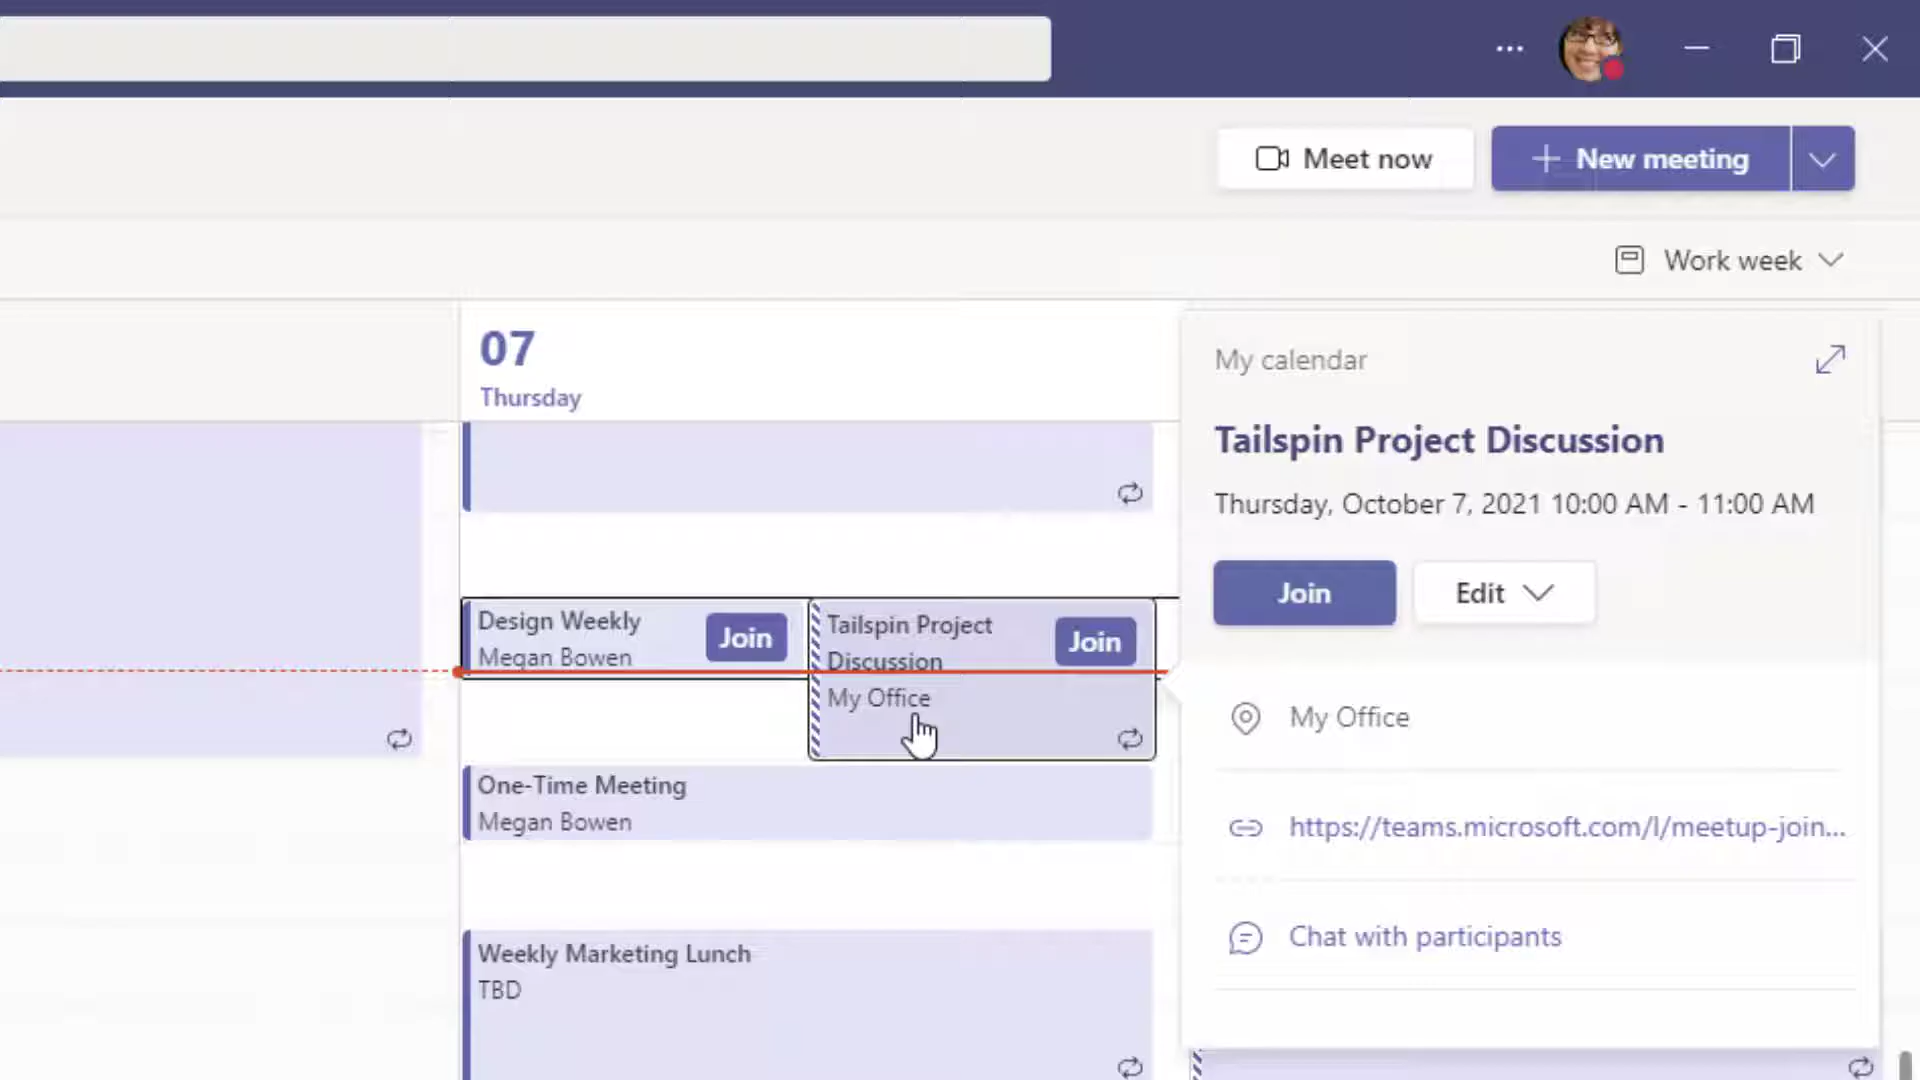 Meet now
New meeting
Work week
07
Thursday
Design Weekly
Megan Bowen
Join
Tailspin Project
Discussion
My Office
Join
One-Time Meeting
Megan Bowen
Weekly Marketing Lunch
TBD
My calendar
Tailspin Project Discussion
Thursday, October 7, 2021 10:00 AM - 11:00 AM
Join
Edit
My Office
https://teams.microsoft.com/l/meetup-join...
Chat with participants